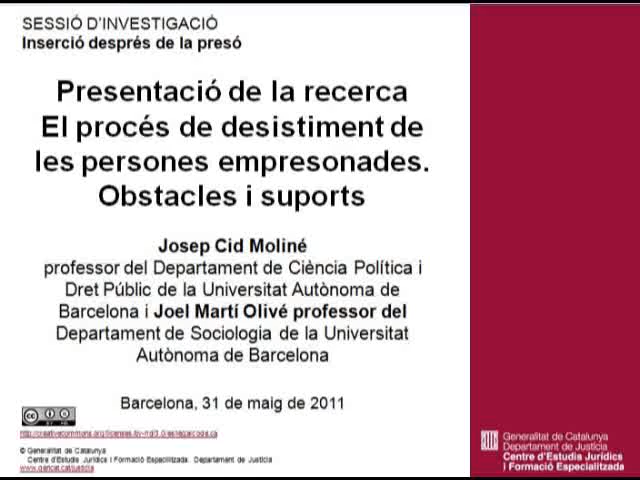 SESSIÓ D'INVESTIGACIÓ
Inserció després de la presó
Presentació de la recerca
El procés de desistiment de
les persones empresonades.
Obstacles i suports
Josep Cid Moliné
professor del Departament de Ciència Política i
Dret Públic de la Universitat Autònoma de
Barcelona i Joel Martí Olivé professor del
Departament de Sociologia de la Universitat
Autònoma de Barcelona
Barcelona, 31 de maig de 2011
© Generalitat de Catalunya
Centre d'Estudis Jurídics i Formació Especialitzada. Departament de Justícia
www.gencat.cat/justicia
Generalitat de Catalunya
Departament de Justícia
Centre d'Estudis Jurídics
i Formació Especialitzada